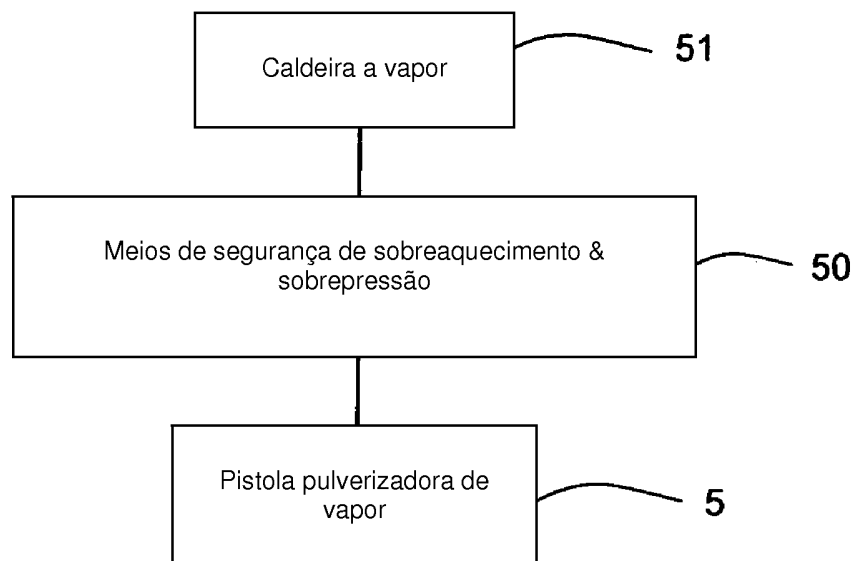 Caldeira a vapor
51
Meios de segurança de sobreaquecimento &
sobrepressão
50
Pistola pulverizadora de
vapor
5